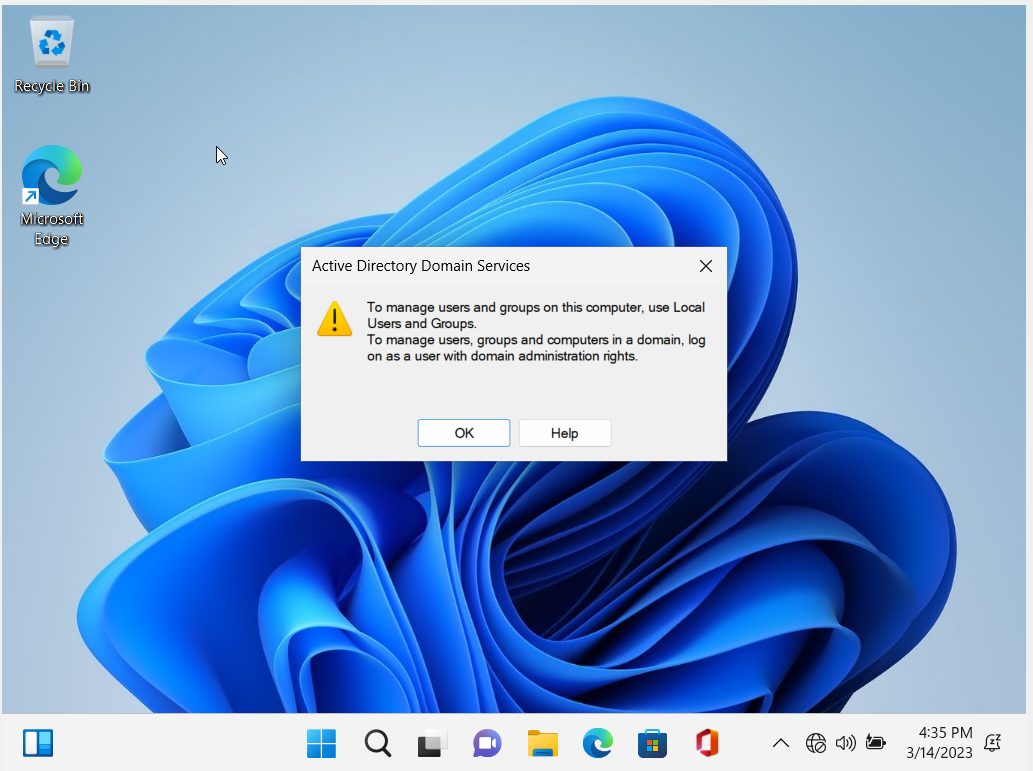 Recycle Bin
Microsoft
Edge
Active Directory Domain Services
To manage users and groups on this computer, use Local
Users and Groups.
To manage users, groups and computers in a domain, log
on as a user with domain administration rights.
OK
Help
4:35 PM
3/14/2023